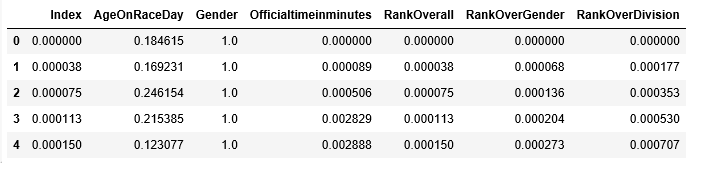 Index AgeOnRaceDay Gender Officialtimeinminutes RankOverall RankOverGender RankOverDivision
0 0.000000 0.184615 1.0 0.000000 0.000000 0.000000 0.000000
1 0.000038 0.169231 1.0 0.000089 0.000038 0.000068 0.000177
2 0.000075 0.246154 1.0 0.000506 0.000075 0.000136 0.000353
3 0.000113 0.215385 1.0 0.002829 0.000113 0.000204 0.000530
4 0.000150 0.123077 1.0 0.002888 0.000150 0.000273 0.000707